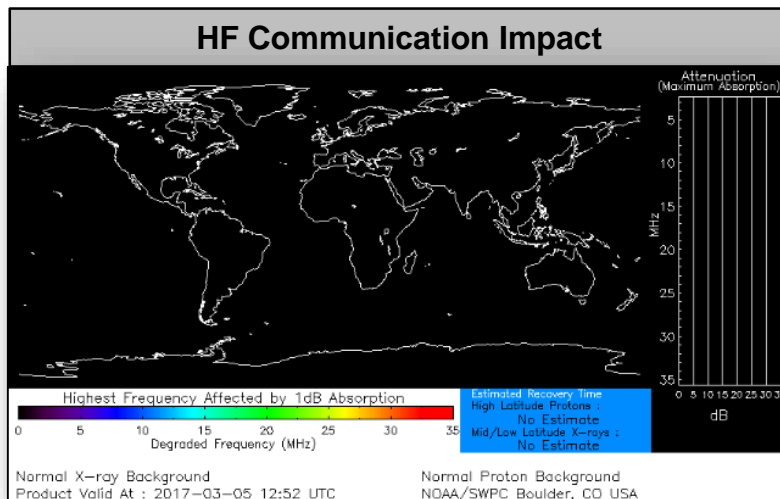 HF Communication Impact
Attenuation
(Maximum Absorption)
5
10
15
20
25
30
35
MHz
0 5 10 15 20 25 30
dB
Highest Frequency Affected by 1dB Absorption
0 5 10 15 20 25 30 35
Degraded Frequency (MHz)
Estimated Recovery Time
High Latitude Protons :
No Estimate
Mid/Low Latitude X-rays :
No Estimate
Normal X-ray Background
Product Valid At : 2017-03-05 12:52 UTC
Normal Proton Background
NOAA/SWPC Boulder, CO USA